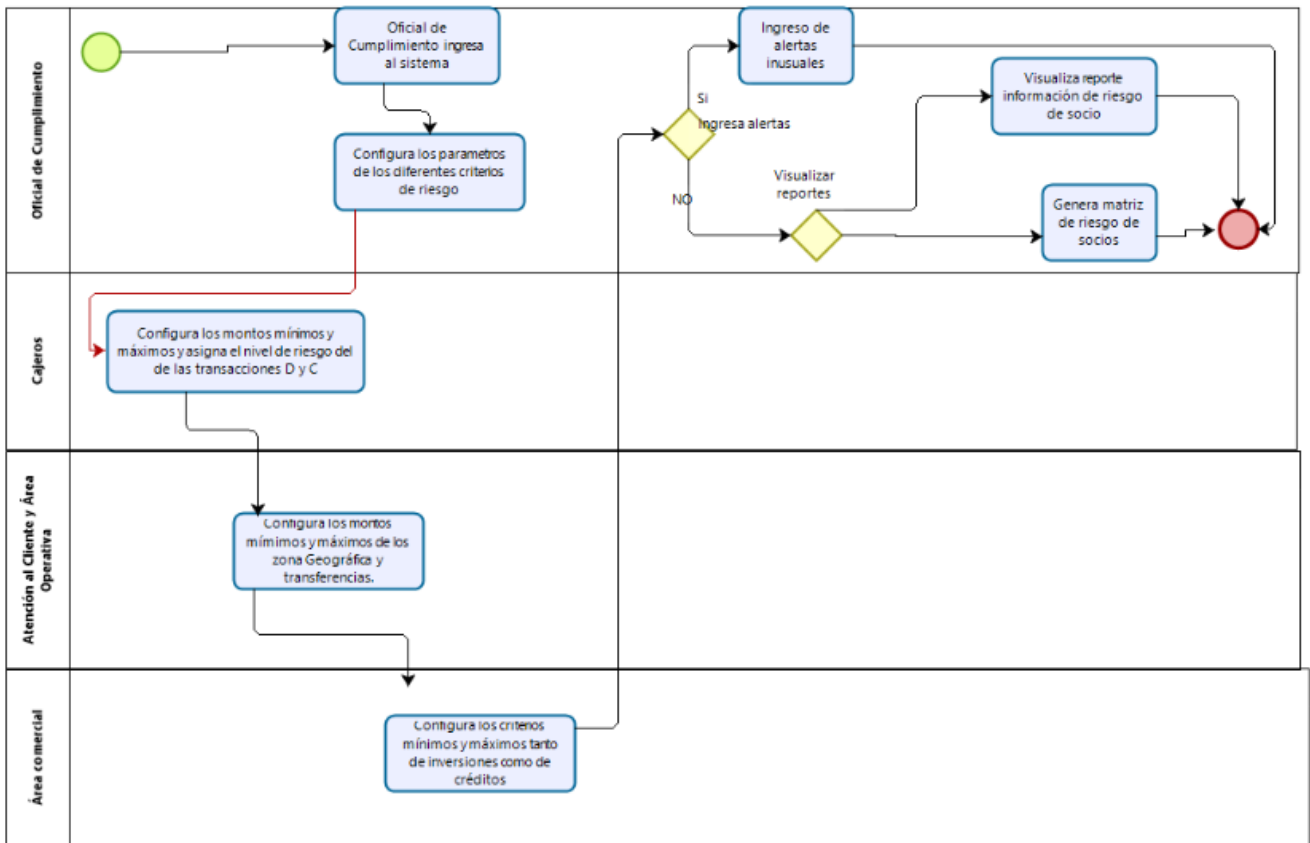 Oficial de Cumplimiento
Oficial de
Cumplimiento ingresa
al sistema
Configura los parametros
de los diferentes criterios
de riesgo
Ingreso de
alertas
inusuales
Si
Ingresa alertas
NO
Visualizar
reportes
Visualiza reporte
información de riesgo
de socio
Genera matriz
de riesgo de
socios
Cajeros
Configura los montos mínimos y
máximos y asigna el nivel de riesgo del
de las transacciones D y C
Atención al Cliente y Área
Operativa
Configura los montos
mímimos y máximos de los
zona Geográfica y
transferencias.
Área comercial
Configura los criterios
mínimos y máximos tanto
de inversiones como de
créditos